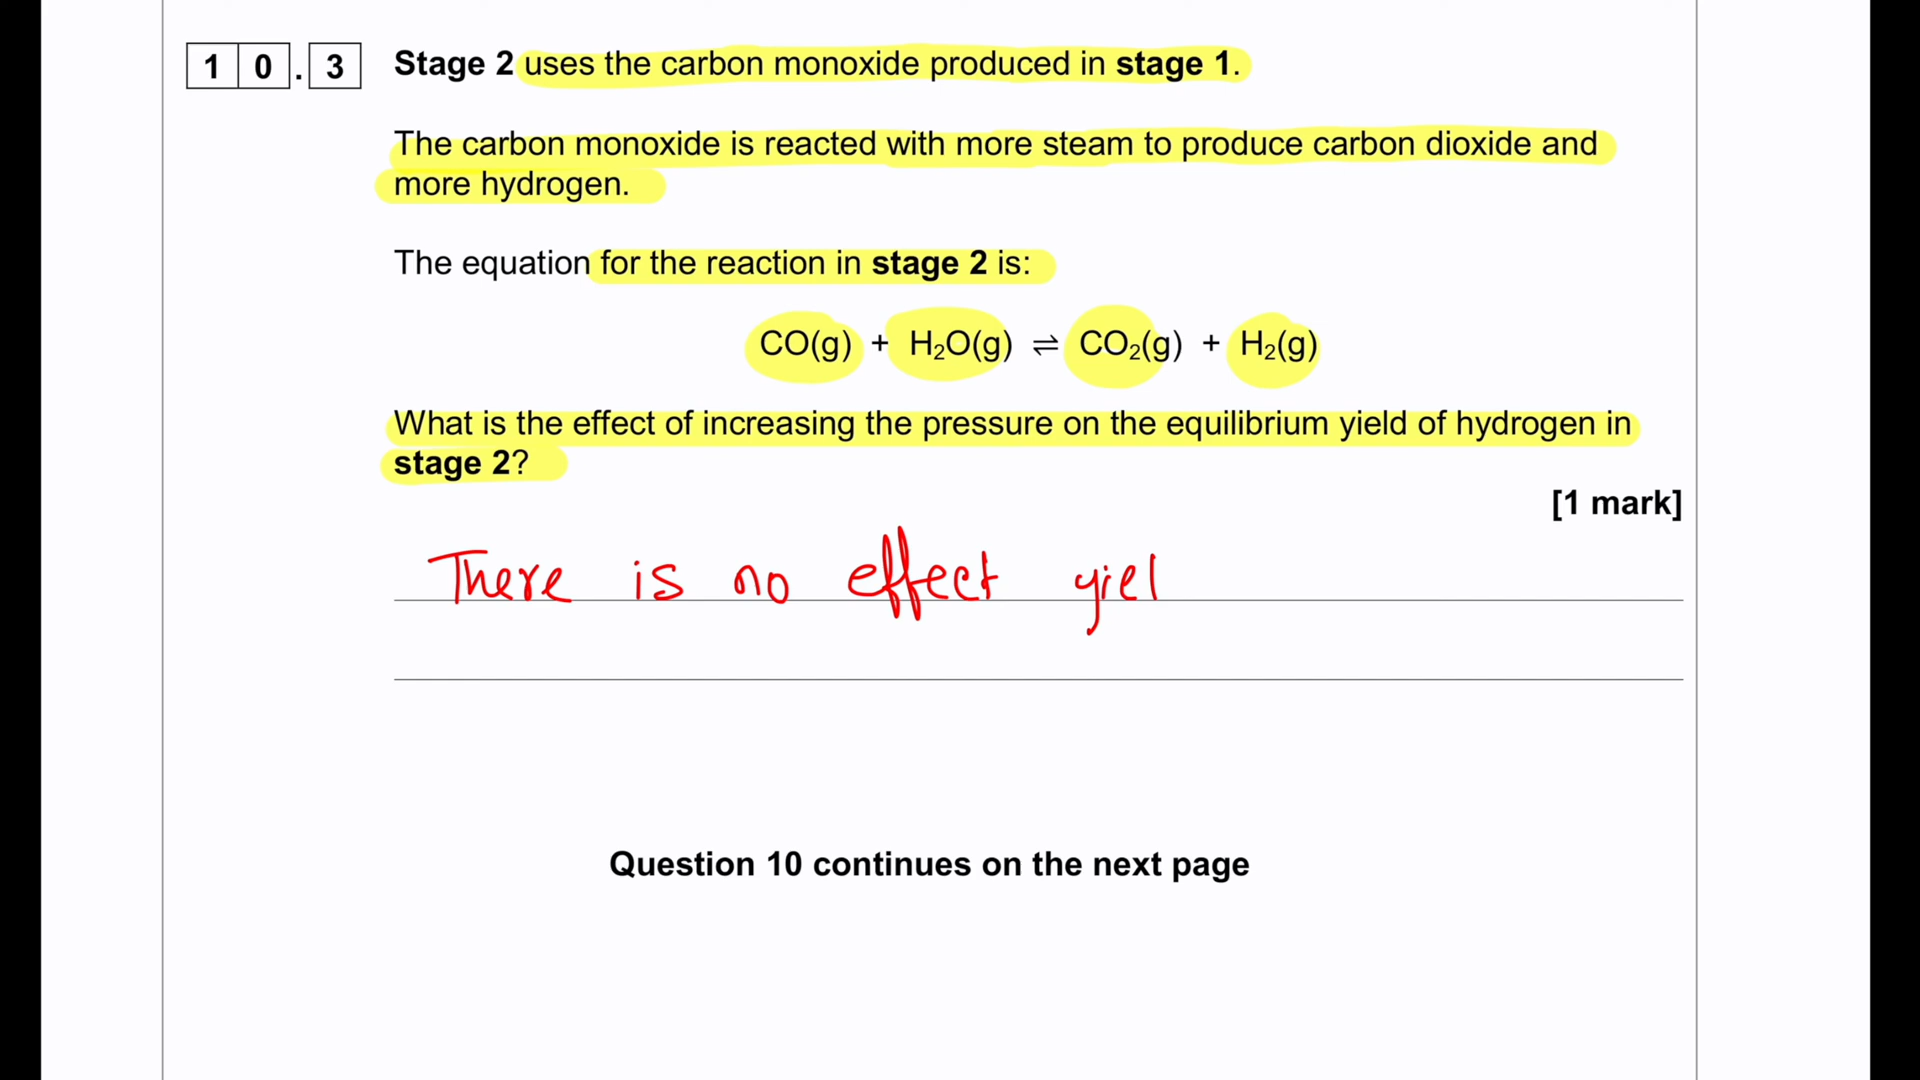 10.3 Stage 2 uses the carbon monoxide produced in stage 1.
The carbon monoxide is reacted with more steam to produce carbon dioxide and
more hydrogen.
The equation for the reaction in stage 2 is:
CO(g) + H₂O(g) ⇌ CO₂(g) + H₂(g)
What is the effect of increasing the pressure on the equilibrium yield of hydrogen in
stage 2?
[1 mark]
There is no effect yiel
Question 10 continues on the next page